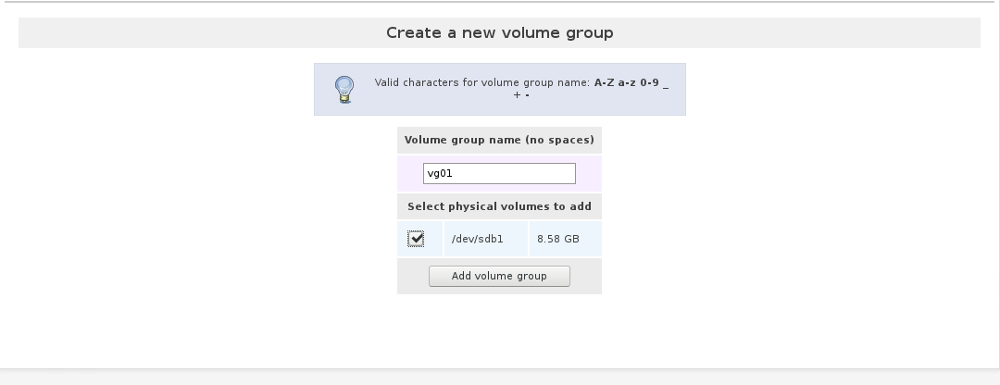 Create a new volume group
Valid characters for volume group name: A-Z a-z 0-9 _
+ -
Volume group name (no spaces)
vg01
Select physical volumes to add
/dev/sdb1 8.58 GB
Add volume group